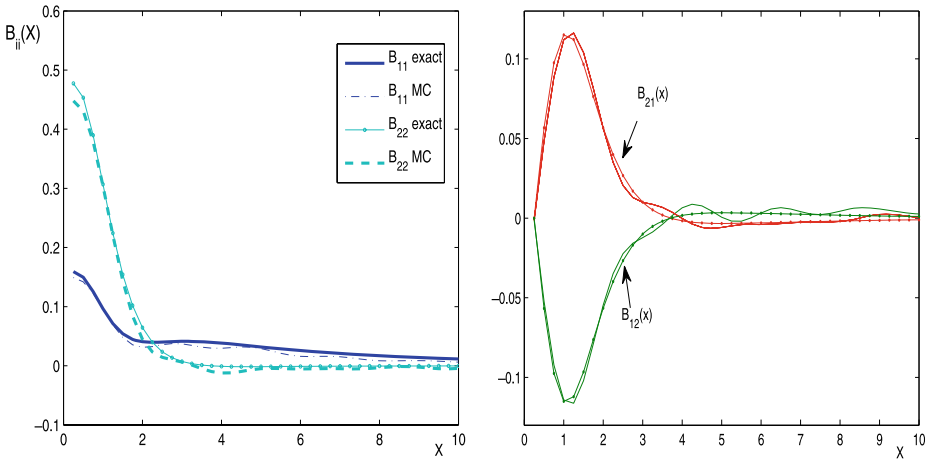 B_ii(X)
0.6
0.5
0.4
0.3
0.2
0.1
0
−0.1
0 2 4 6 8 10
X
B_11 exact
B_11 MC
B_22 exact
B_22 MC
0.1
0.05
0
−0.05
−0.1
0 1 2 3 4 5 6 7 8 9 10
X
B_21(x)
B_12(x)